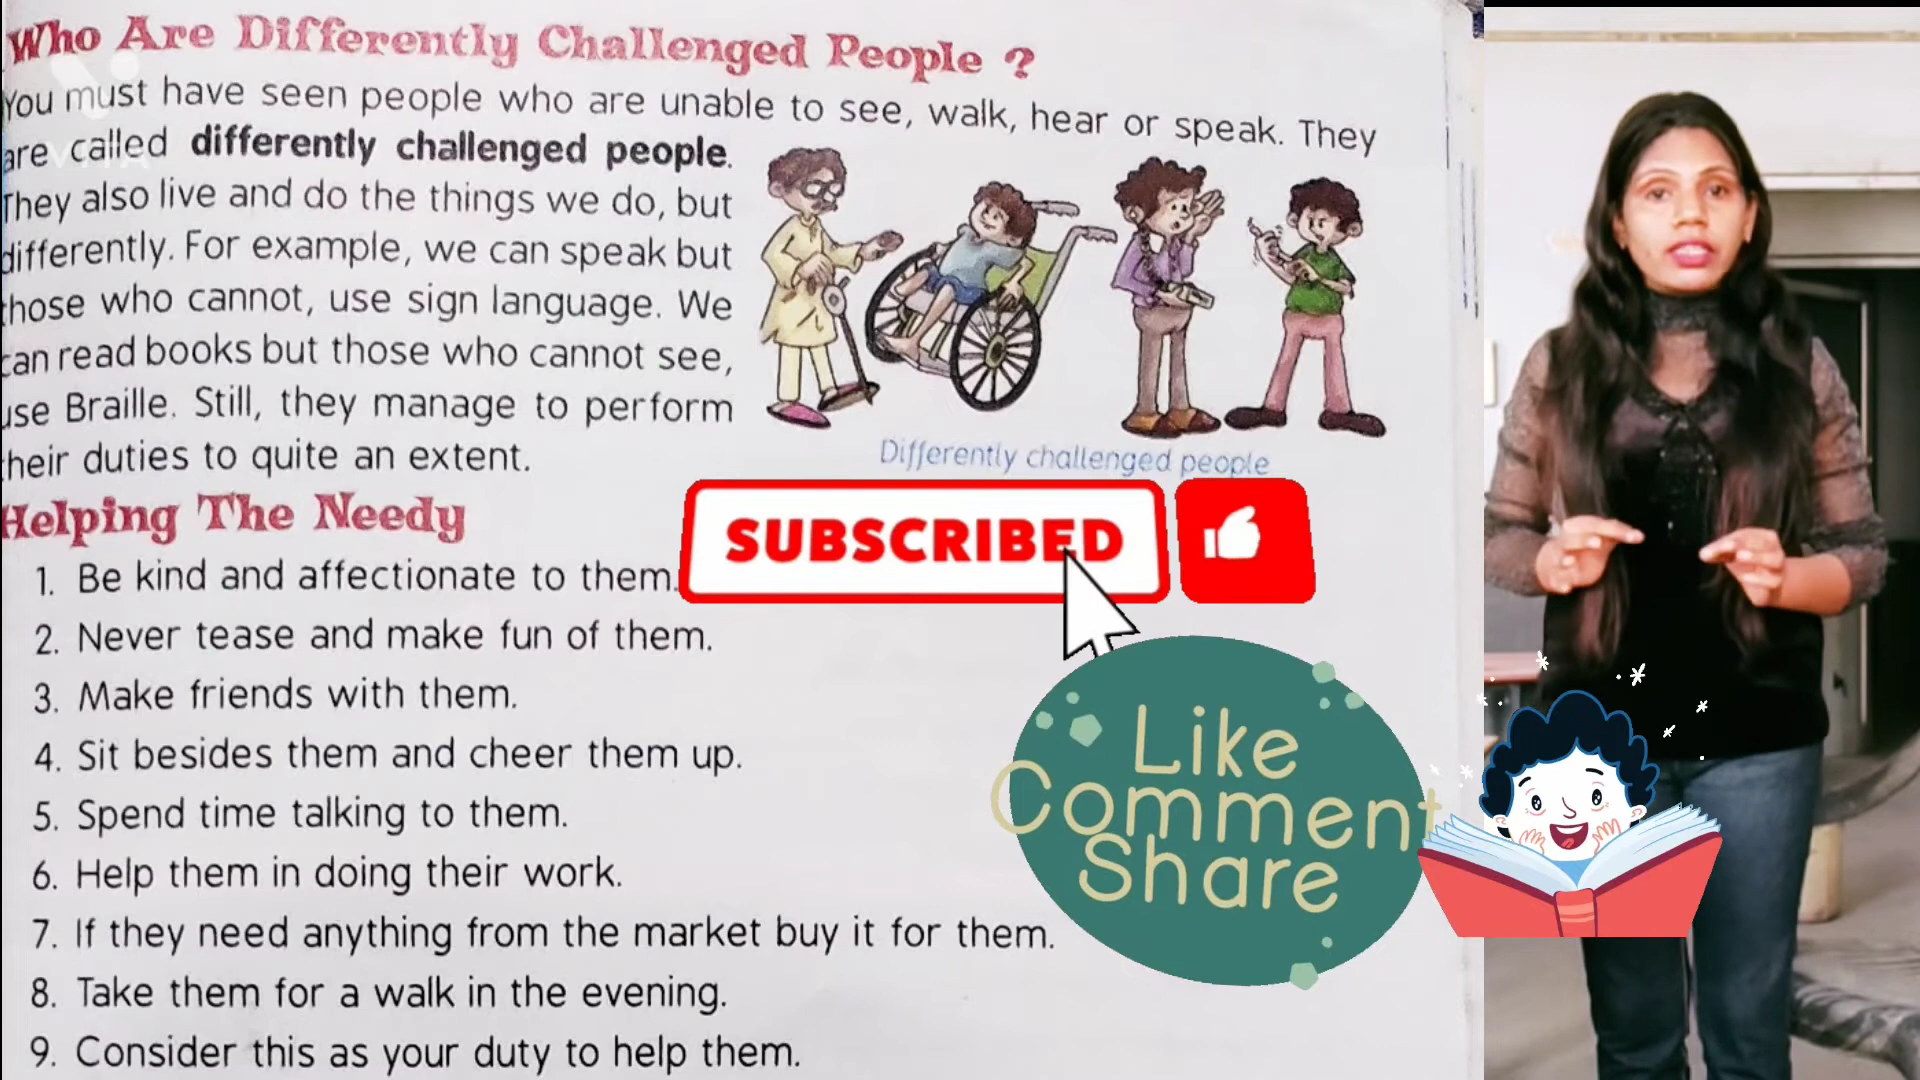 Who Are Differently Challenged People ?
You must have seen people who are unable to see, walk, hear or speak. They
are called differently challenged people.
They also live and do the things we do, but
differently. For example, we can speak but
those who cannot, use sign language. We
can read books but those who cannot see,
use Braille. Still, they manage to perform
their duties to quite an extent.
Differently challenged people
Helping The Needy
1. Be kind and affectionate to them.
2. Never tease and make fun of them.
3. Make friends with them.
4. Sit besides them and cheer them up.
5. Spend time talking to them.
6. Help them in doing their work.
7. If they need anything from the market buy it for them.
8. Take them for a walk in the evening.
9. Consider this as your duty to help them.
SUBSCRIBED
Like
Comment
Share